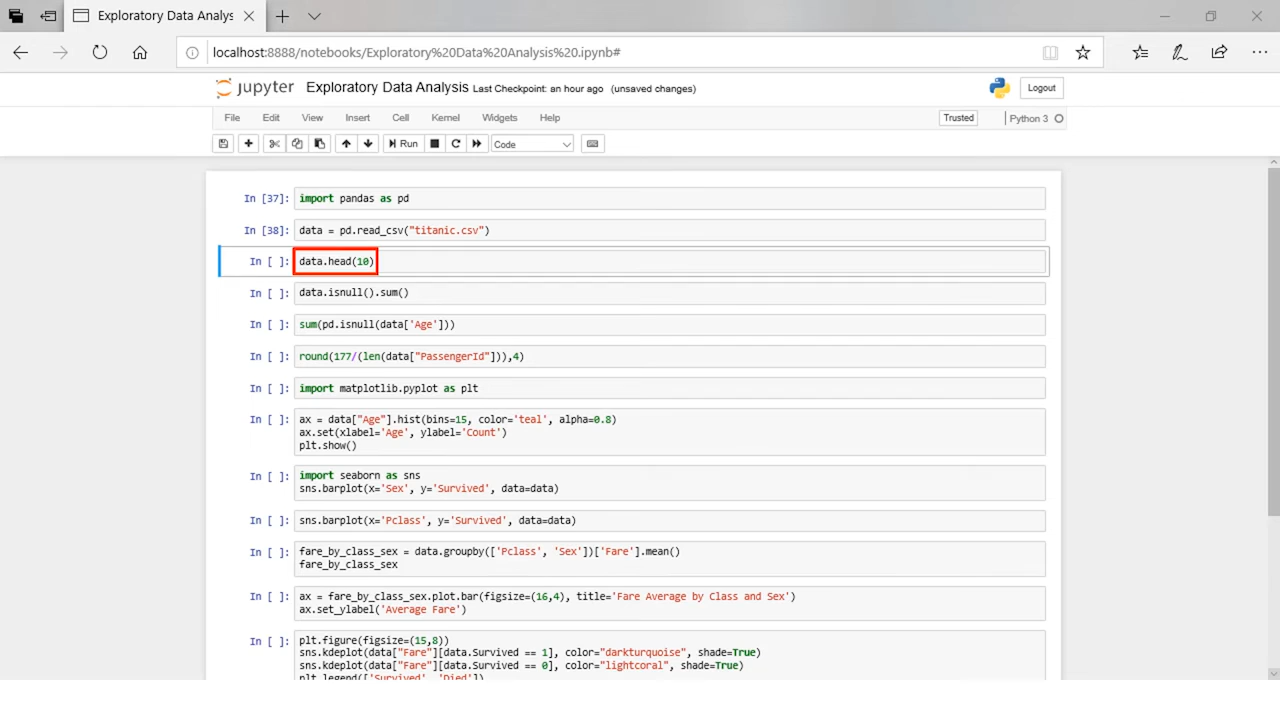 Exploratory Data Analys
localhost:8888/notebooks/Exploratory%20Data%20Analysis%20.ipynb#
jupyter Exploratory Data Analysis Last Checkpoint: an hour ago (unsaved changes) Logout
File Edit View Insert Cell Kernel Widgets Help Trusted Python 3
Run Code
In [37]: import pandas as pd
In [38]: data = pd.read_csv("titanic.csv")
In [ ]: data.head(10)
In [ ]: data.isnull().sum()
In [ ]: sum(pd.isnull(data['Age']))
In [ ]: round(177/(len(data["PassengerId"])),4)
In [ ]: import matplotlib.pyplot as plt
In [ ]: ax = data["Age"].hist(bins=15, color='teal', alpha=0.8)
ax.set(xlabel='Age', ylabel='Count')
plt.show()
In [ ]: import seaborn as sns
sns.barplot(x='Sex', y='Survived', data=data)
In [ ]: sns.barplot(x='Pclass', y='Survived', data=data)
In [ ]: fare_by_class_sex = data.groupby(['Pclass', 'Sex'])['Fare'].mean()
fare_by_class_sex
In [ ]: ax = fare_by_class_sex.plot.bar(figsize=(16,4), title='Fare Average by Class and Sex')
ax.set_ylabel('Average Fare')
In [ ]: plt.figure(figsize=(15,8))
sns.kdeplot(data["Fare"][data.Survived == 1], color="darkturquoise", shade=True)
sns.kdeplot(data["Fare"][data.Survived == 0], color="lightcoral", shade=True)
plt.legend(['Survived', 'Died'])